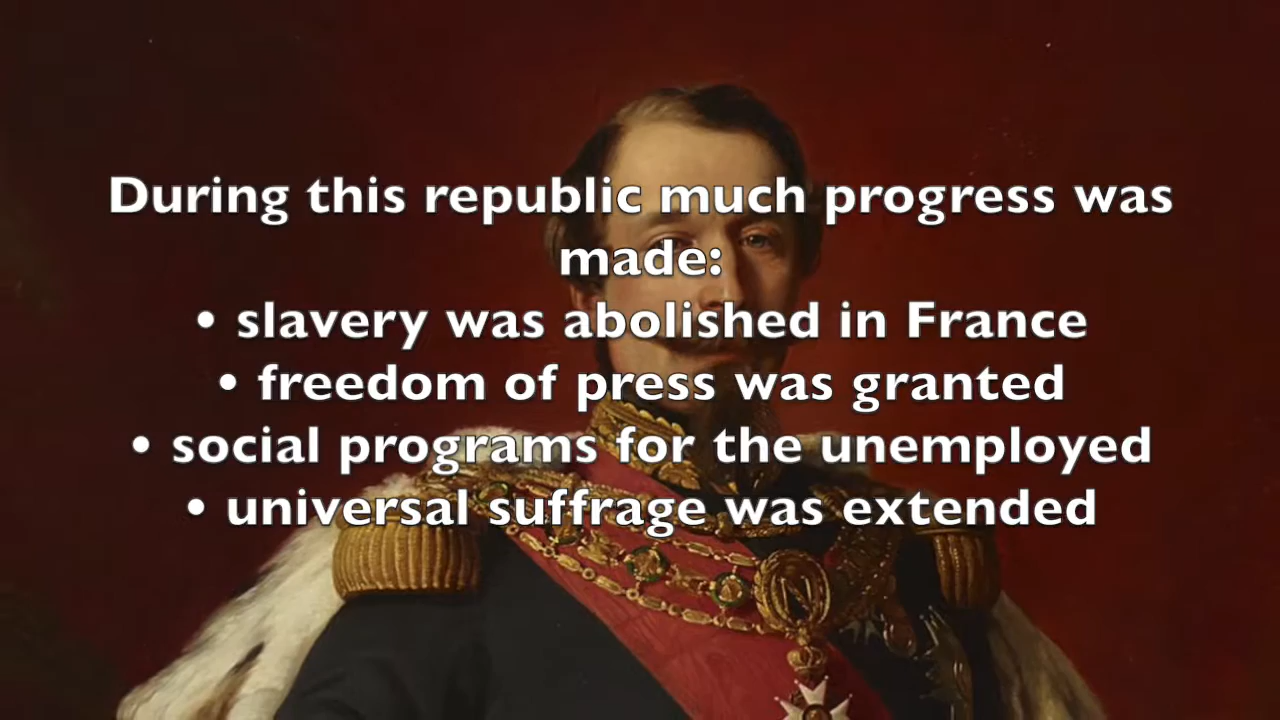 During this republic much progress was
made:
• slavery was abolished in France
• freedom of press was granted
• social programs for the unemployed
• universal suffrage was extended